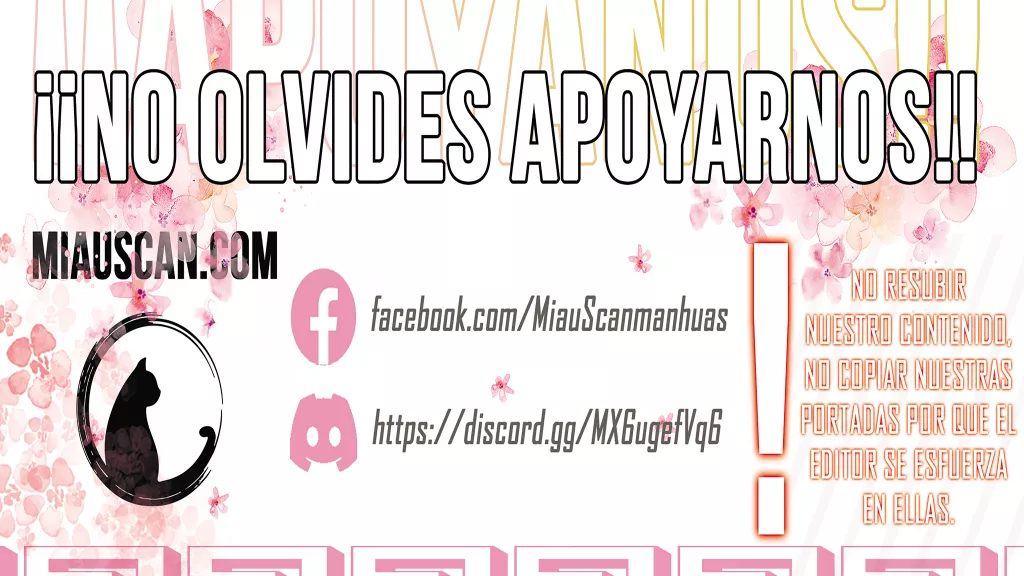 ¡¡NO OLVIDES APOYARNOS!!
MIAUSCAN.COM
facebook.com/MiauScanmanhuas
https://discord.gg/MX6ugefVq6
!
NO RESUBIR
NUESTRO CONTENIDO,
NO COPIAR NUESTRAS
PORTADAS POR QUE EL
EDITOR SE ESFUERZA
EN ELLAS.